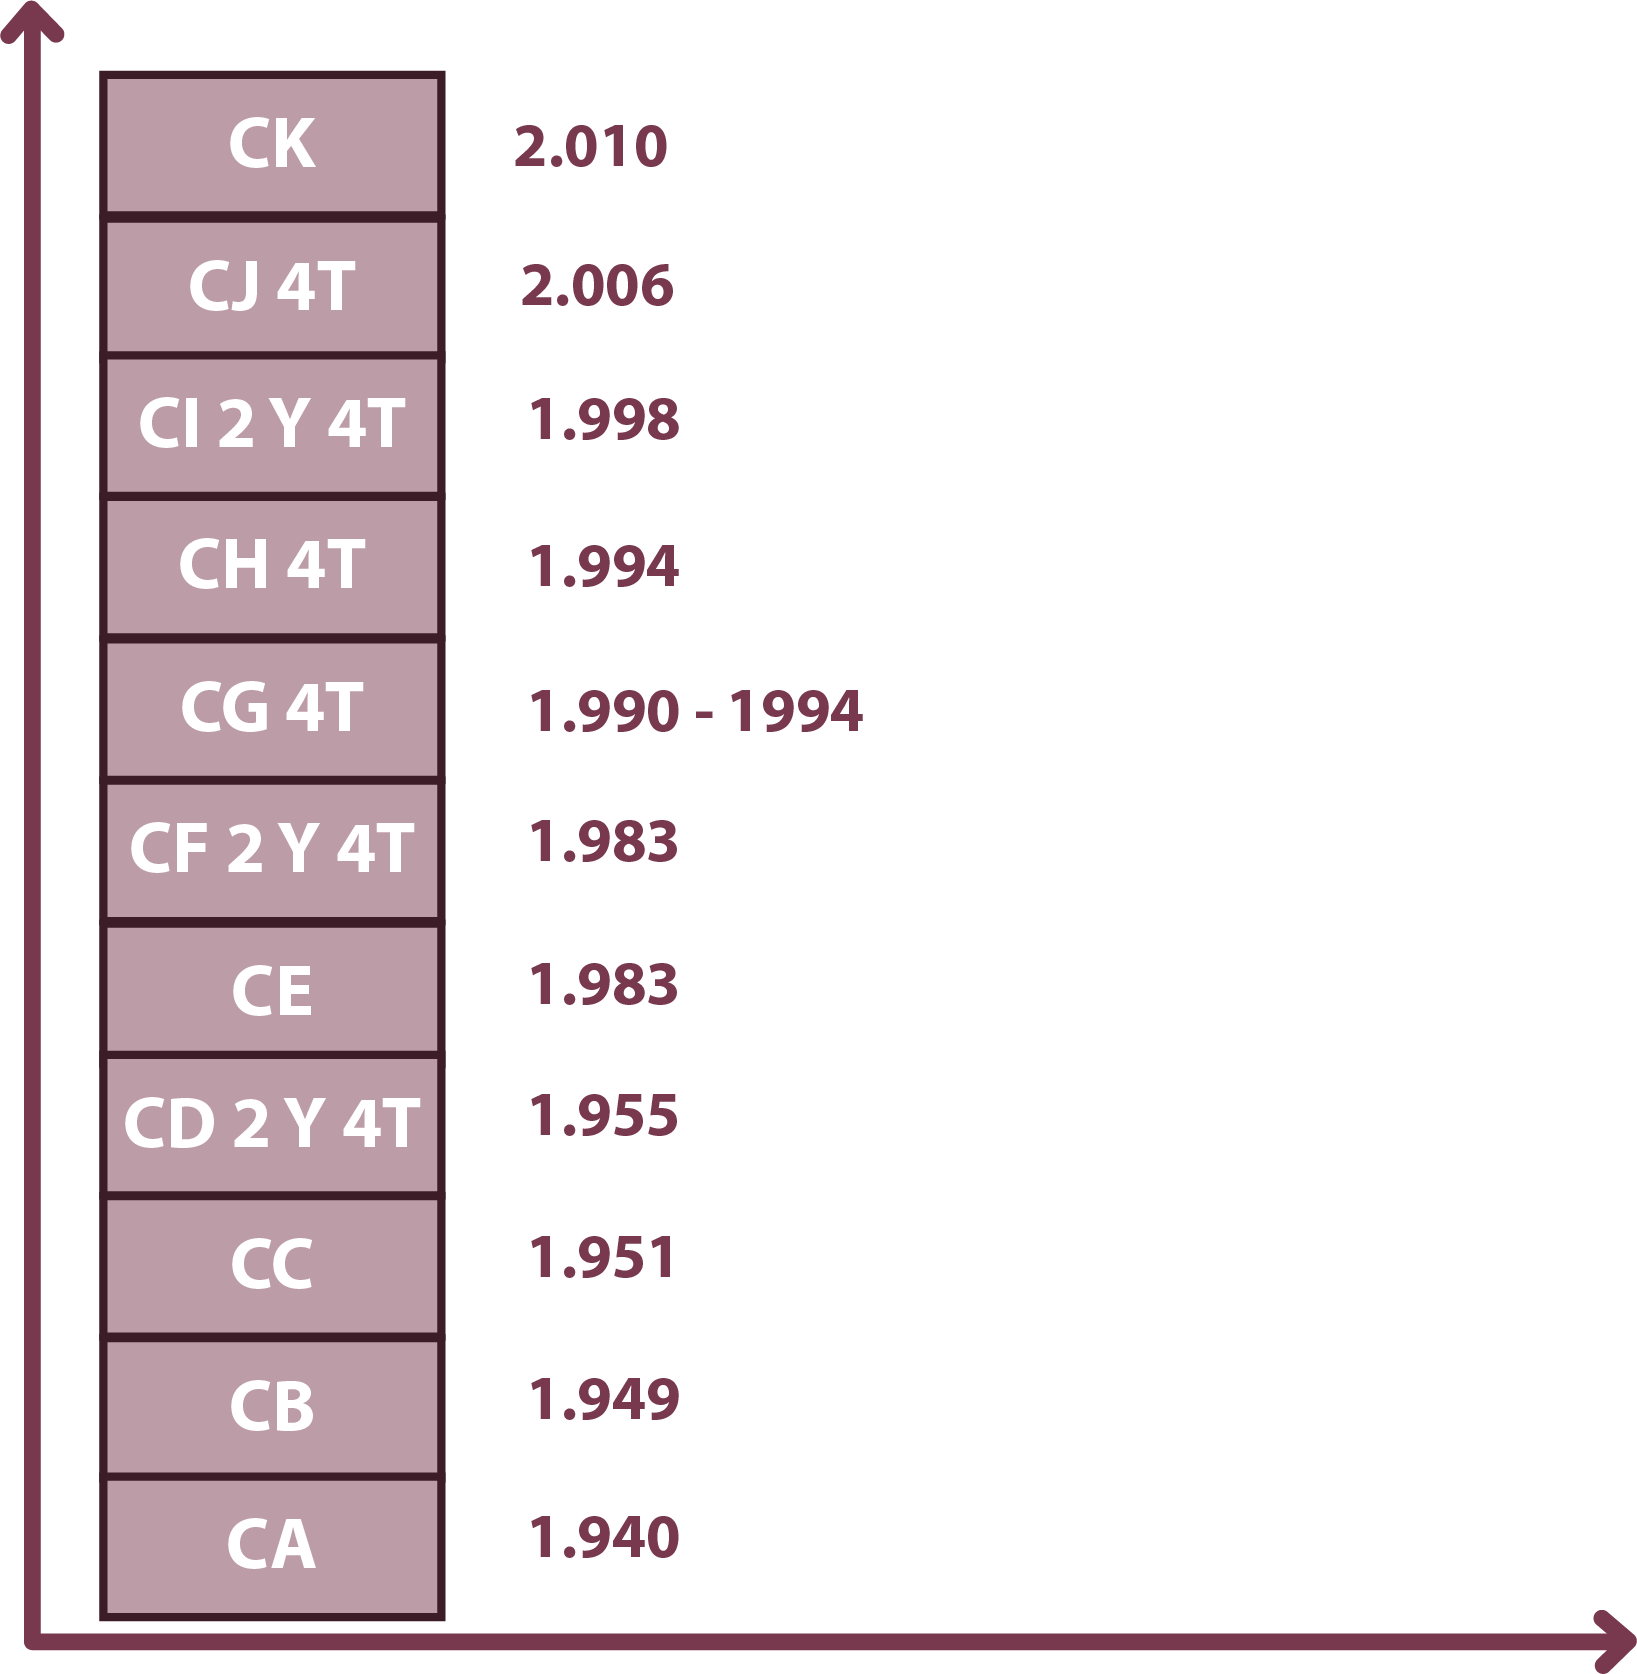 CK 2.010
CJ 4T 2.006
CI 2 Y 4T 1.998
CH 4T 1.994
CG 4T 1.990 - 1994
CF 2 Y 4T 1.983
CE 1.983
CD 2 Y 4T 1.955
CC 1.951
CB 1.949
CA 1.940